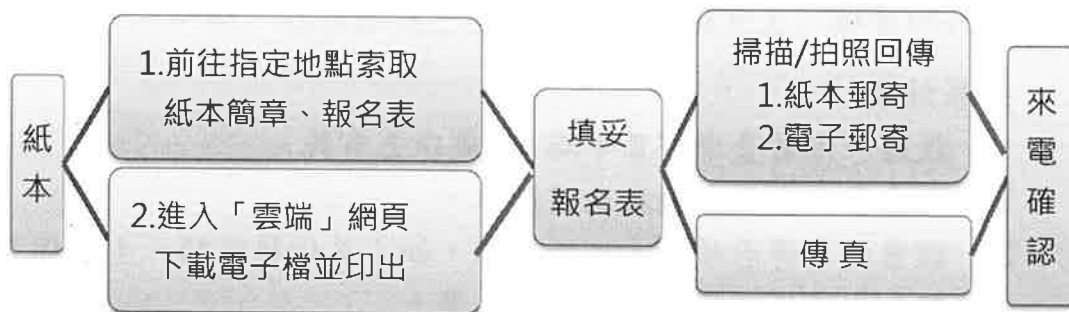 紙本
1.前往指定地點索取
紙本簡章、報名表
2.進入「雲端」網頁
下載電子檔並印出
填妥
報名表
掃描/拍照回傳
1.紙本郵寄
2.電子郵寄
傳真
來電確認